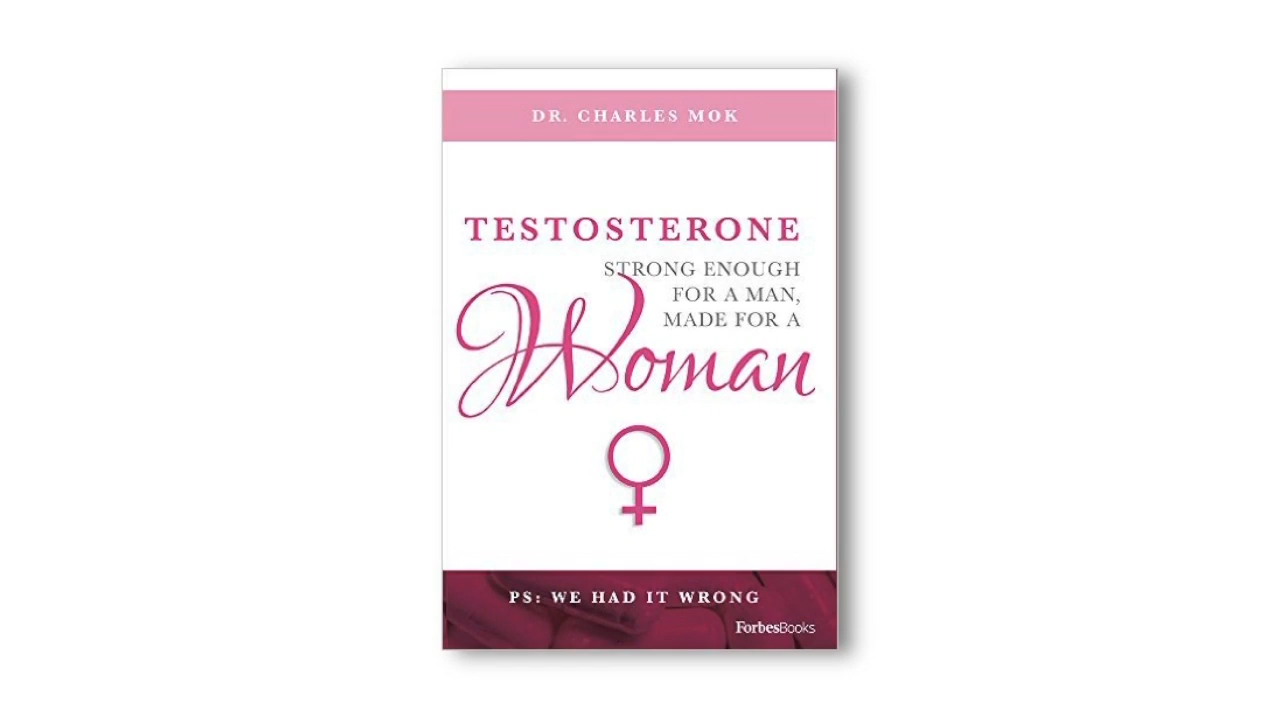 DR. CHARLES MOK
TESTOSTERONE
STRONG ENOUGH
FOR A MAN,
MADE FOR A
Woman
PS: WE HAD IT WRONG
ForbesBooks